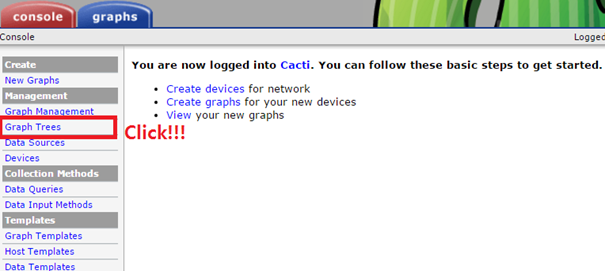 console graphs
Console Logged
Create
New Graphs
Management
Graph Management
Graph Trees
Data Sources
Devices
Collection Methods
Data Queries
Data Input Methods
Templates
Graph Templates
Host Templates
Data Templates
You are now logged into Cacti. You can follow these basic steps to get started.
• Create devices for network
• Create graphs for your new devices
• View your new graphs
Click!!!